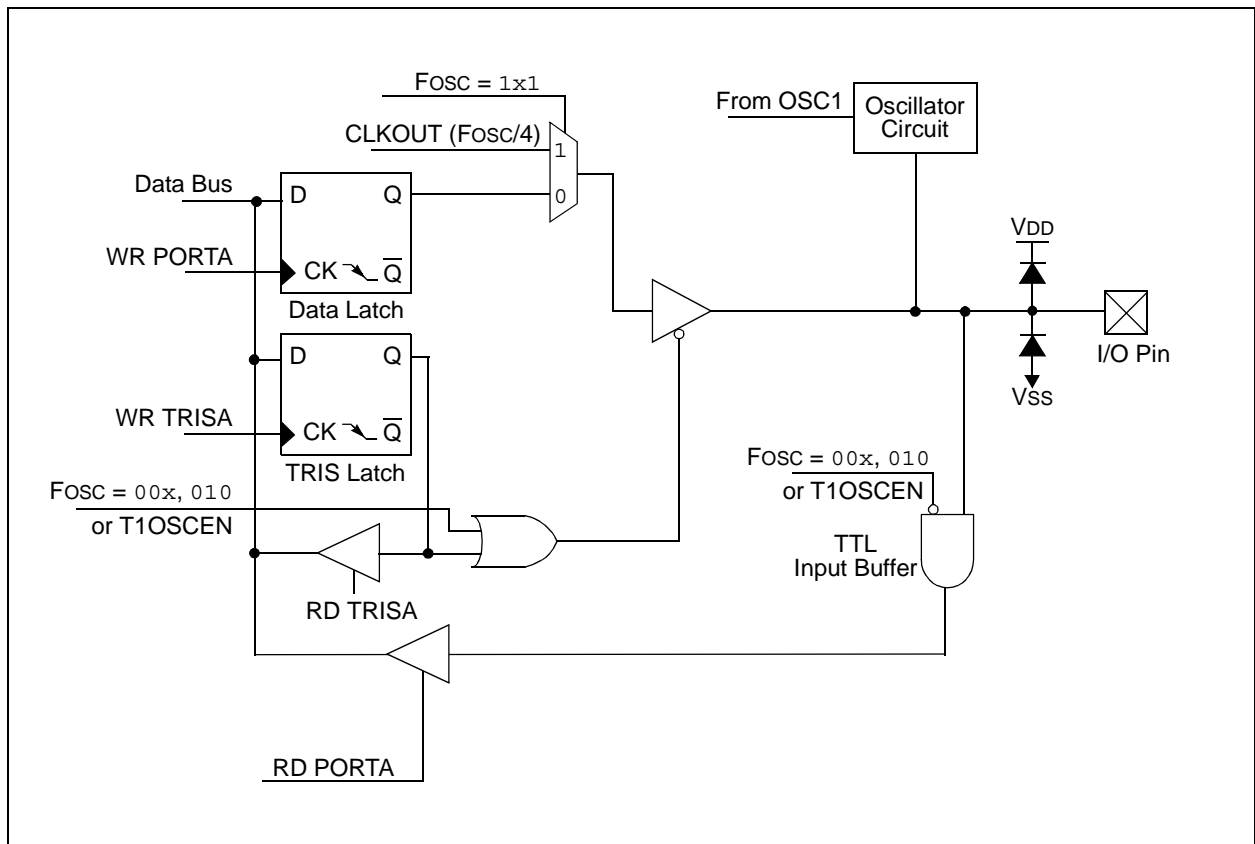 FOSC = 1x1
From OSC1
Oscillator
Circuit
CLKOUT (FOSC/4)
1
0
Data Bus
D
Q
WR PORTA
CK
Q̅
Data Latch
VDD
I/O Pin
VSS
D
Q
WR TRISA
CK
Q̅
TRIS Latch
FOSC = 00x, 010
or T1OSCEN
FOSC = 00x, 010
or T1OSCEN
TTL
Input Buffer
RD TRISA
RD PORTA